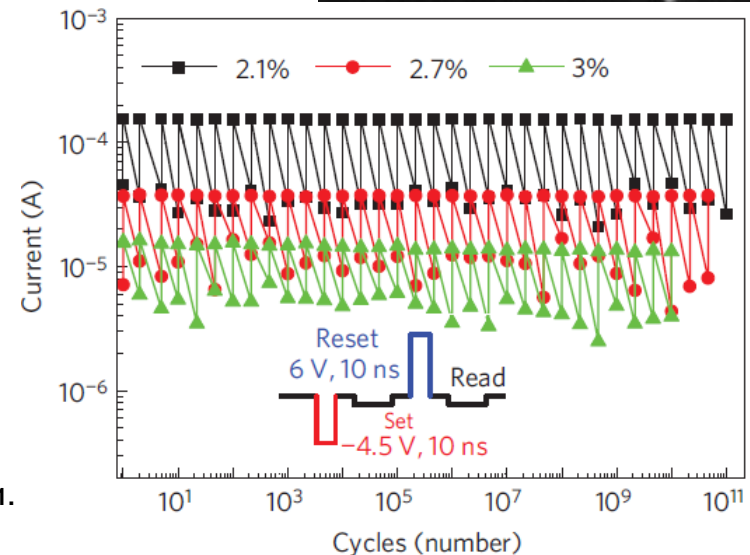 10⁻³
2.1% 2.7% 3%
10⁻⁴
Current (A)
10⁻⁵
Reset
6 V, 10 ns
Read
10⁻⁶
Set
−4.5 V, 10 ns
10¹ 10³ 10⁵ 10⁷ 10⁹ 10¹¹
Cycles (number)